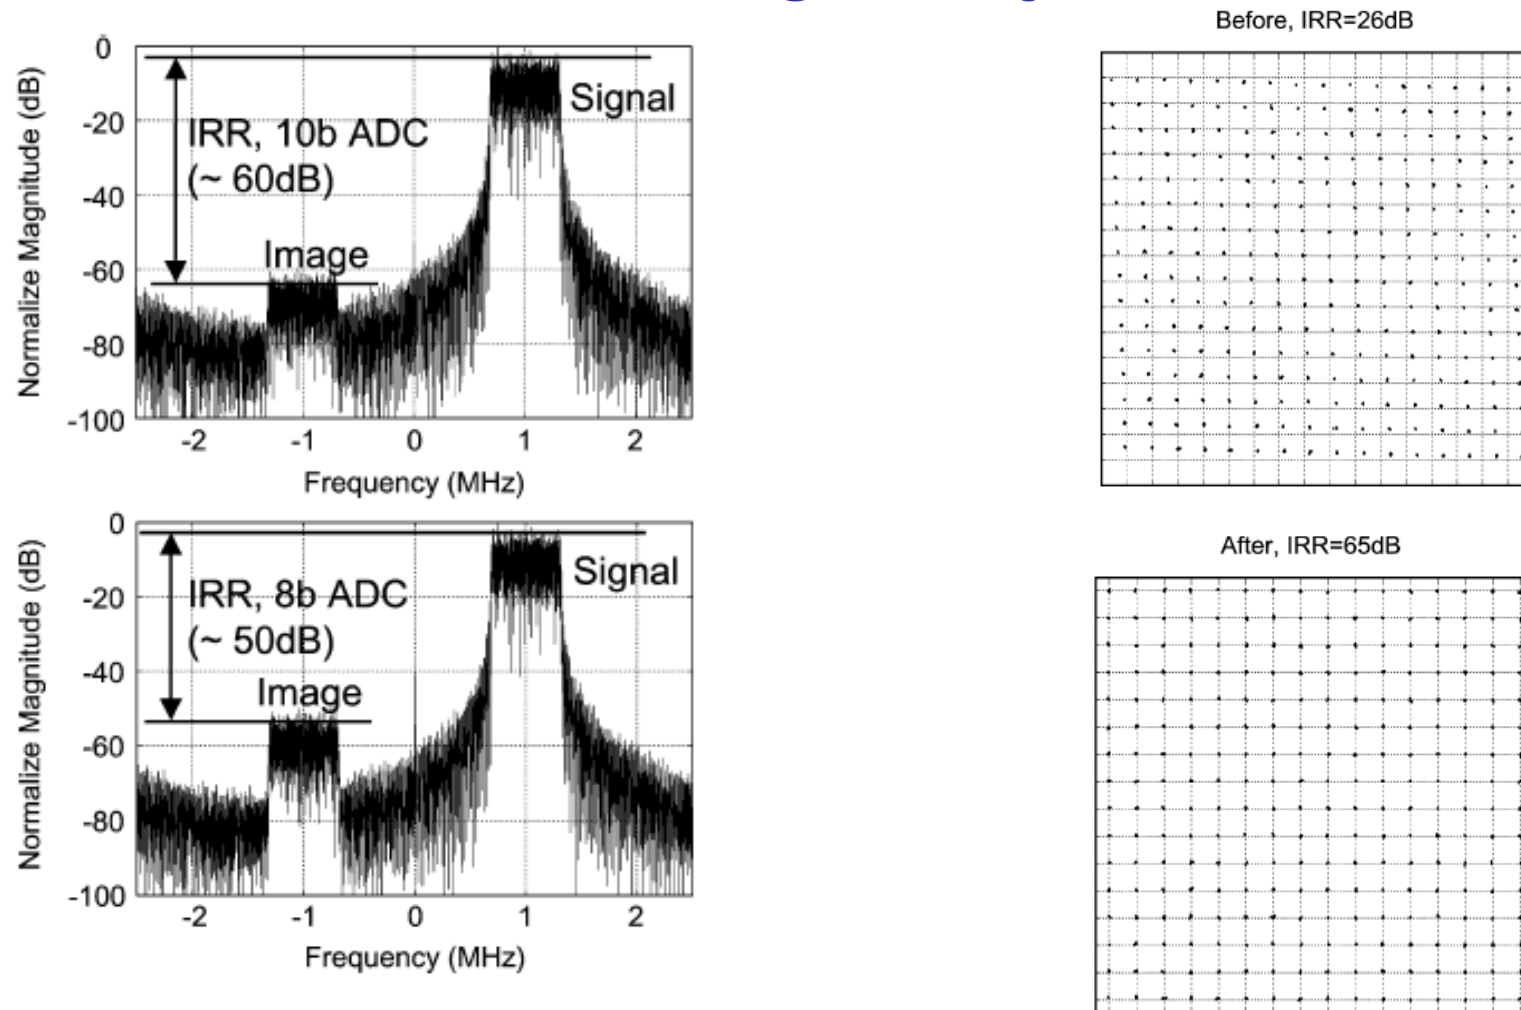 0
-20
-40
-60
-80
-100
Normalize Magnitude (dB)
IRR, 10b ADC
(~ 60dB)
Signal
Image
-2
-1
0
1
2
Frequency (MHz)
0
-20
-40
-60
-80
-100
Normalize Magnitude (dB)
IRR, 8b ADC
(~ 50dB)
Signal
Image
-2
-1
0
1
2
Frequency (MHz)
Before, IRR=26dB
After, IRR=65dB